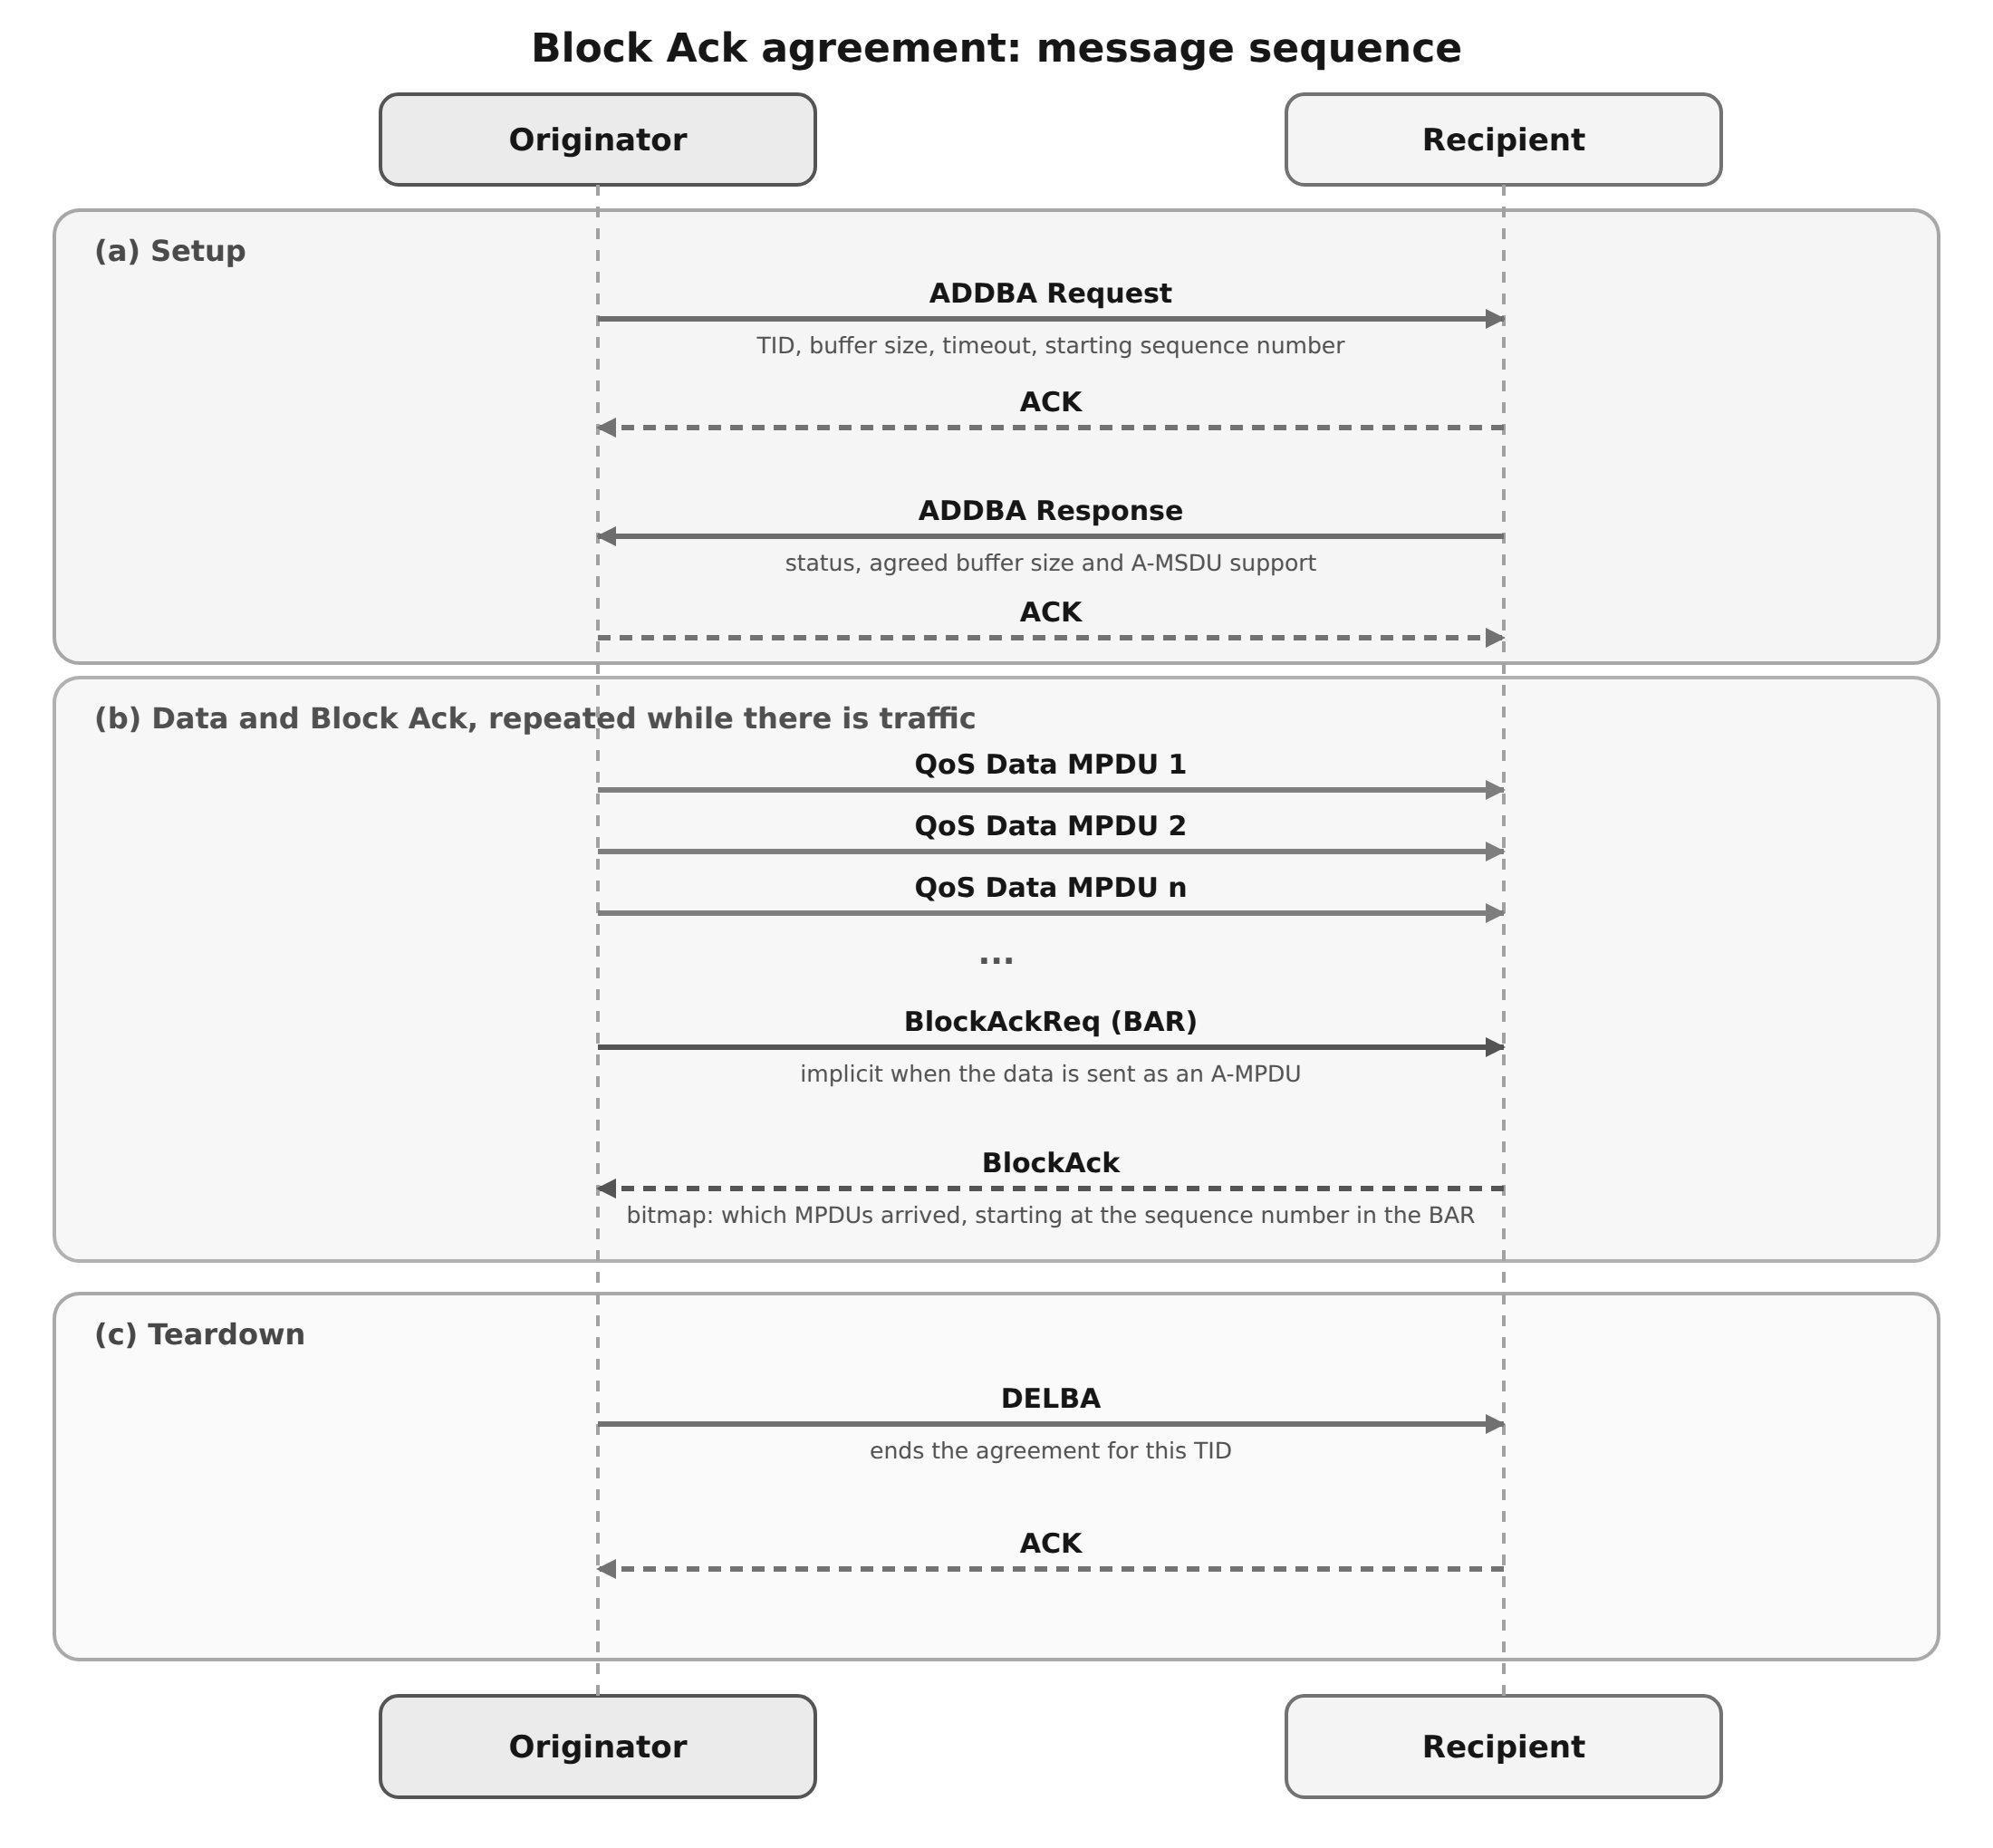 Block Ack agreement: message sequence
Originator
Recipient
(a) Setup
ADDBA Request
TID, buffer size, timeout, starting sequence number
ACK
ADDBA Response
status, agreed buffer size and A-MSDU support
ACK
(b) Data and Block Ack, repeated while there is traffic
QoS Data MPDU 1
QoS Data MPDU 2
QoS Data MPDU n
...
BlockAckReq (BAR)
implicit when the data is sent as an A-MPDU
BlockAck
bitmap: which MPDUs arrived, starting at the sequence number in the BAR
(c) Teardown
DELBA
ends the agreement for this TID
ACK
Originator
Recipient